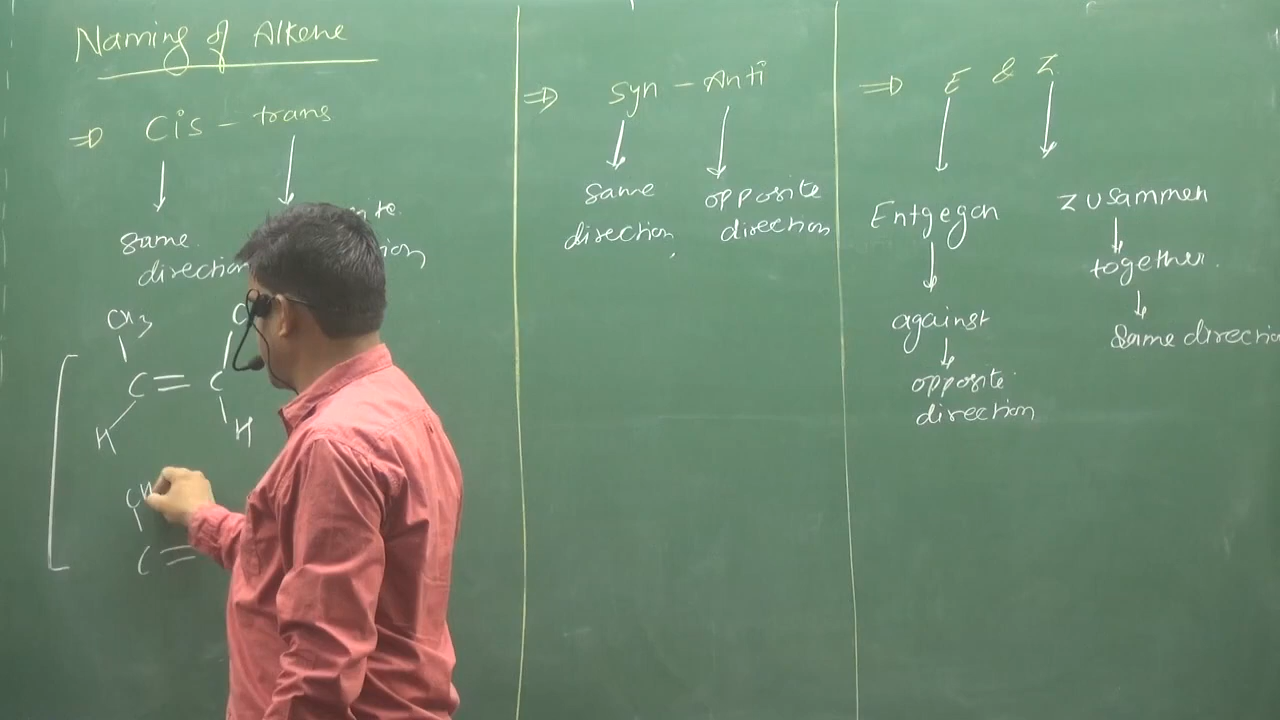 Naming of Alkene
⇒ Cis - trans
same
direction
CH3
C = C
H H
C
C =
⇒ Syn - Anti
same
direction
opposite
direction
⇒ E & Z
Entgegen
against
opposite
direction
Zusammen
together.
same direction